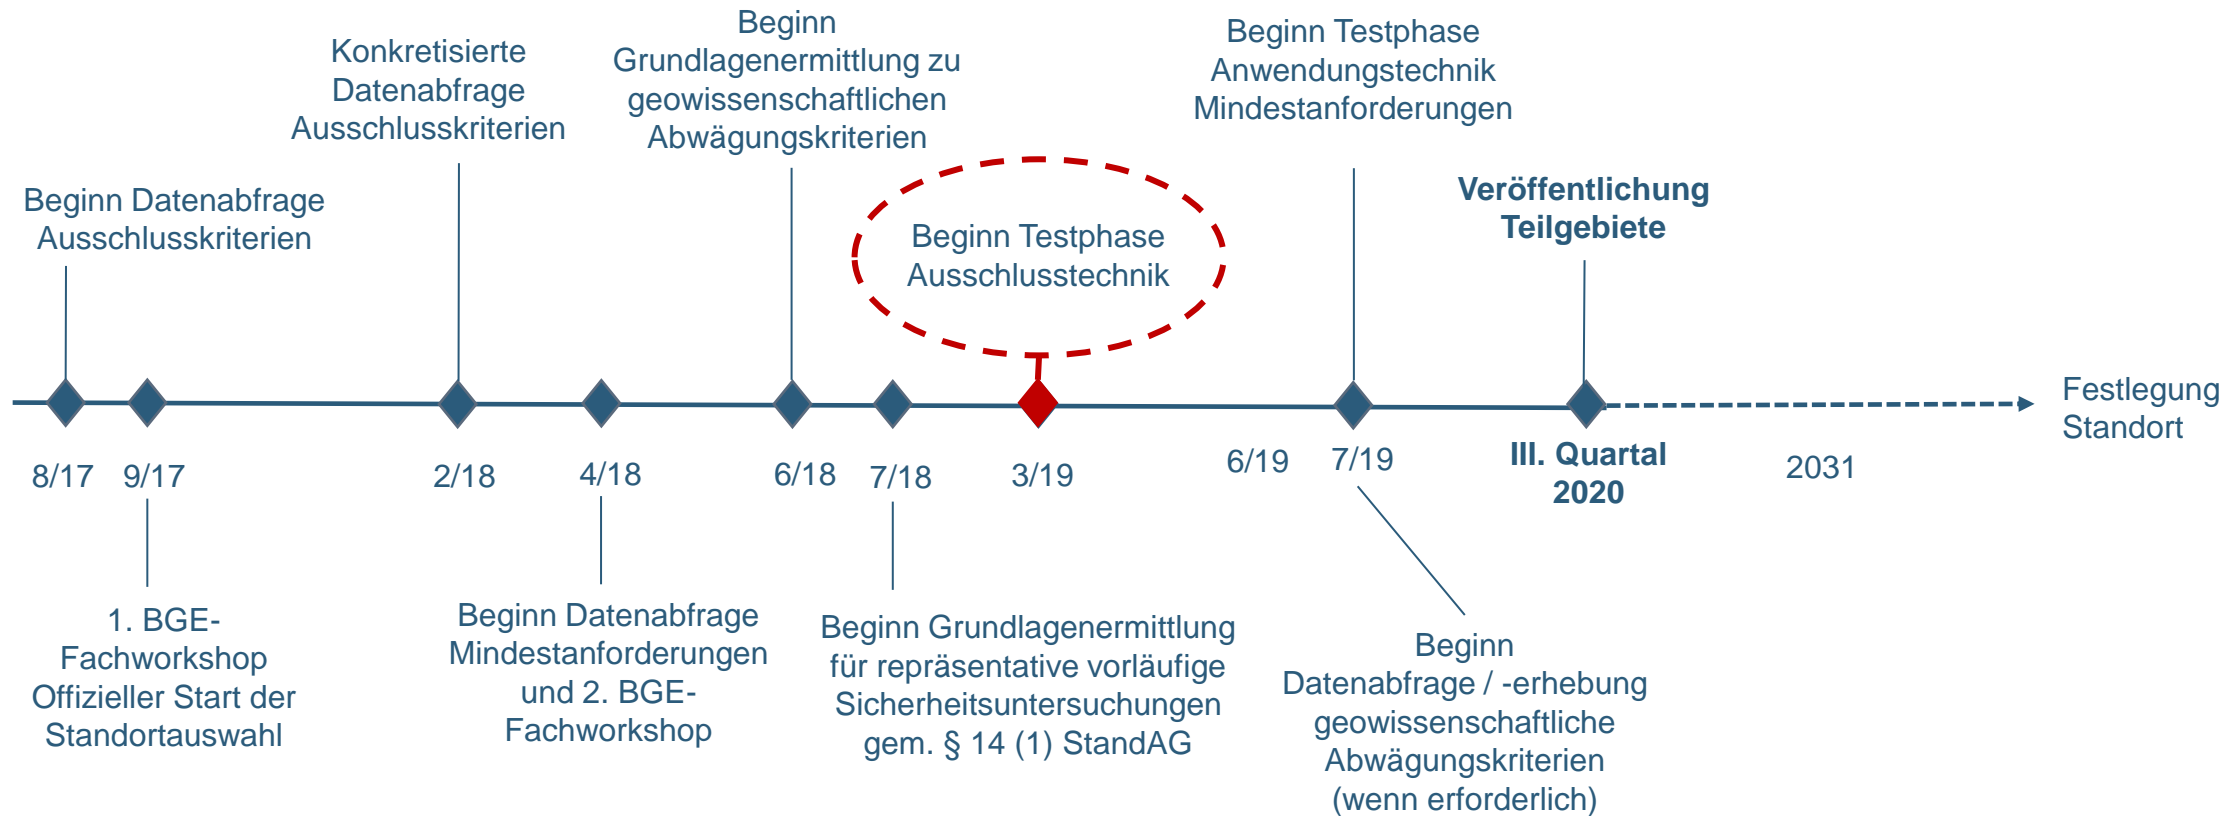 Beginn Datenabfrage
Ausschlusskriterien
Konkretisierte
Datenabfrage
Ausschlusskriterien
Beginn
Grundlagenermittlung zu
geowissenschaftlichen
Abwägungskriterien
Beginn Testphase
Ausschlusstechnik
Beginn Testphase
Anwendungstechnik
Mindestanforderungen
Veröffentlichung
Teilgebiete
Festlegung
Standort
8/17
9/17
2/18
4/18
6/18
7/18
3/19
6/19
7/19
III. Quartal
2020
2031
1. BGE-
Fachworkshop
Offizieller Start der
Standortauswahl
Beginn Datenabfrage
Mindestanforderungen
und 2. BGE-
Fachworkshop
Beginn Grundlagenermittlung
für repräsentative vorläufige
Sicherheitsuntersuchungen
gem. § 14 (1) StandAG
Beginn
Datenabfrage / -erhebung
geowissenschaftliche
Abwägungskriterien
(wenn erforderlich)